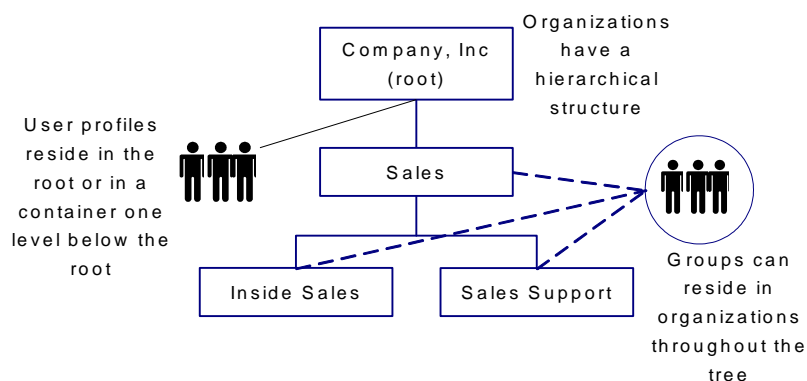 Company, Inc
(root)
Organizations
have a
hierarchical
structure
User profiles
reside in the
root or in a
container one
level below the
root
Sales
Inside Sales
Sales Support
Groups can
reside in
organizations
throughout the
tree